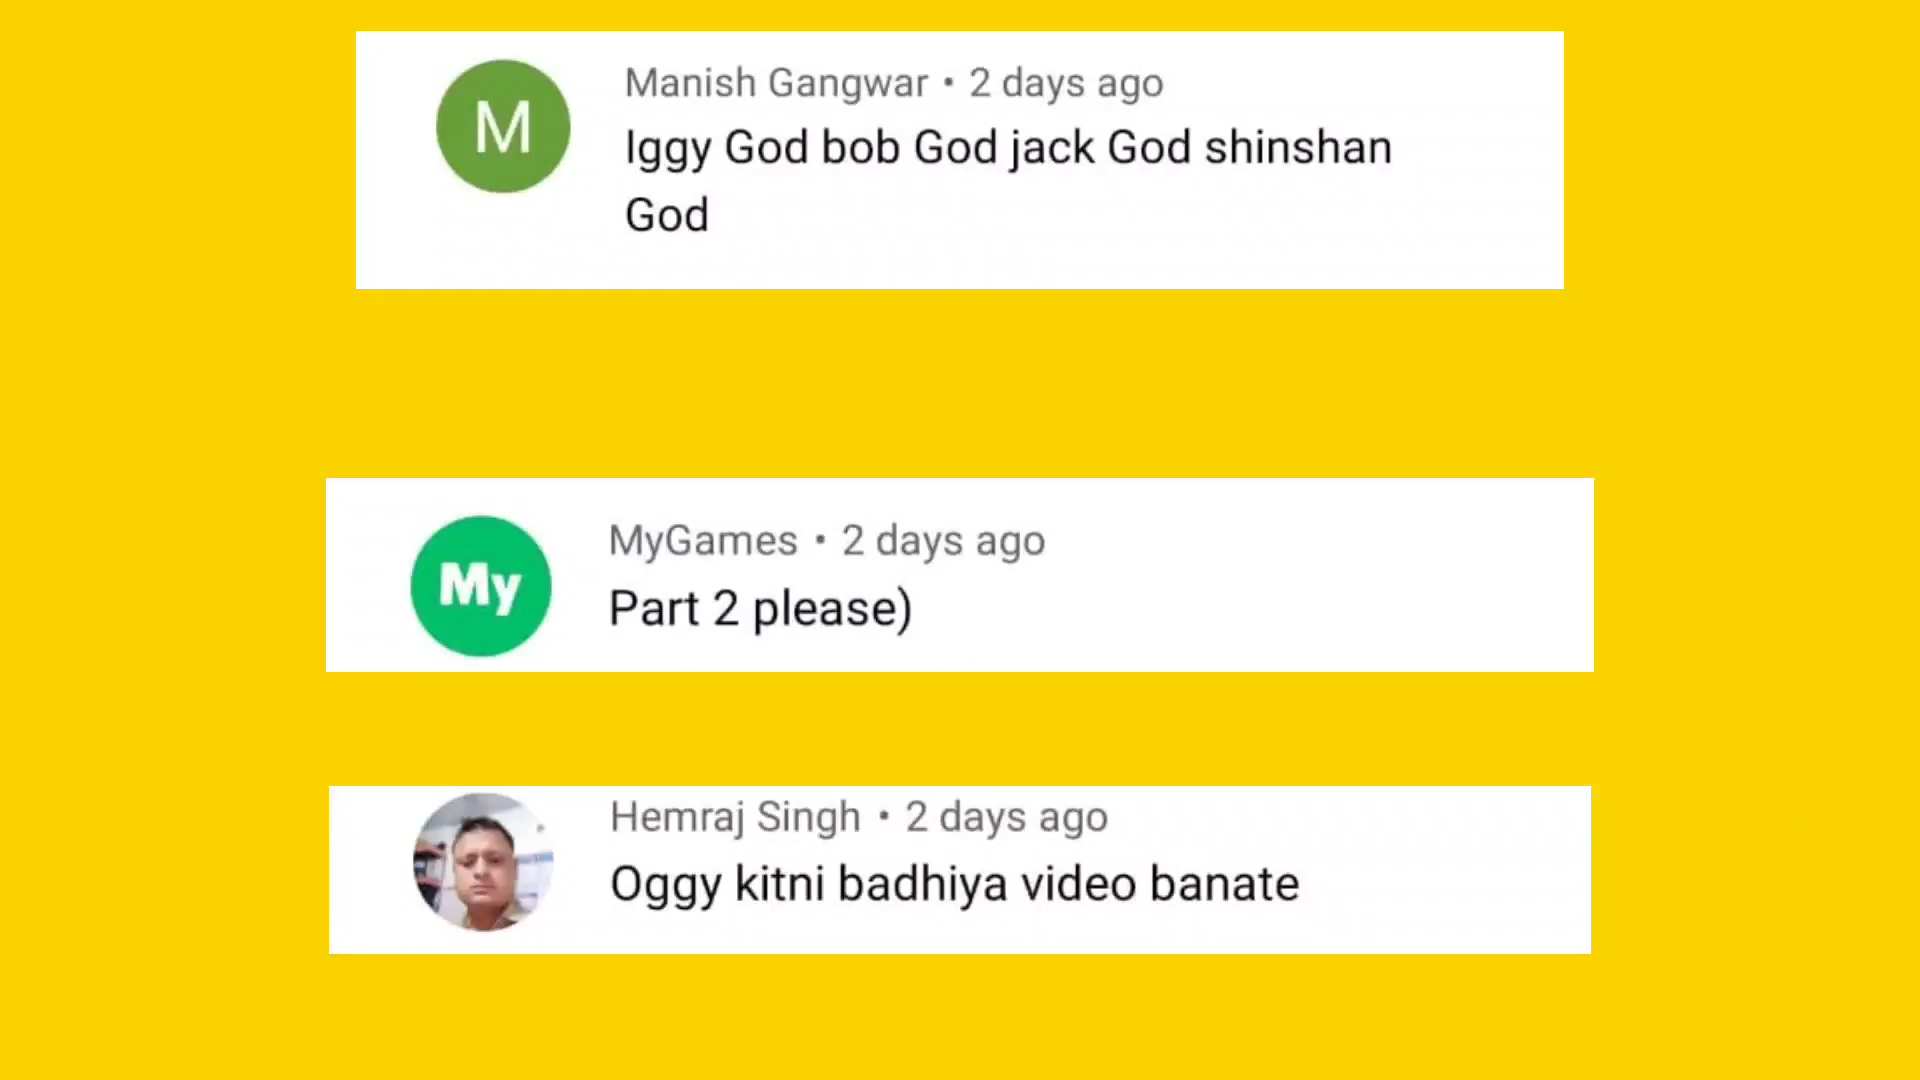 M
Manish Gangwar • 2 days ago
Iggy God bob God jack God shinshan
God
My
MyGames • 2 days ago
Part 2 please)
Hemraj Singh • 2 days ago
Oggy kitni badhiya video banate